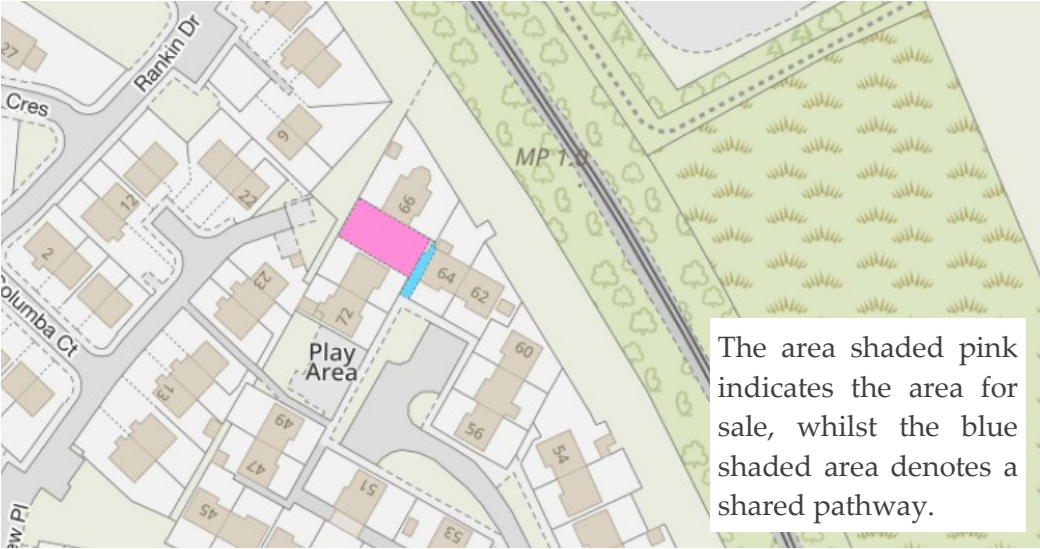 27
Rankin Dr
Cres
9
MP 1.0
66
22
12
2
64
62
23
72
Columba Ct
Play
Area
60
13
56
49
47
54
51
45
53
ew Pl
The area shaded pink
indicates the area for
sale, whilst the blue
shaded area denotes a
shared pathway.